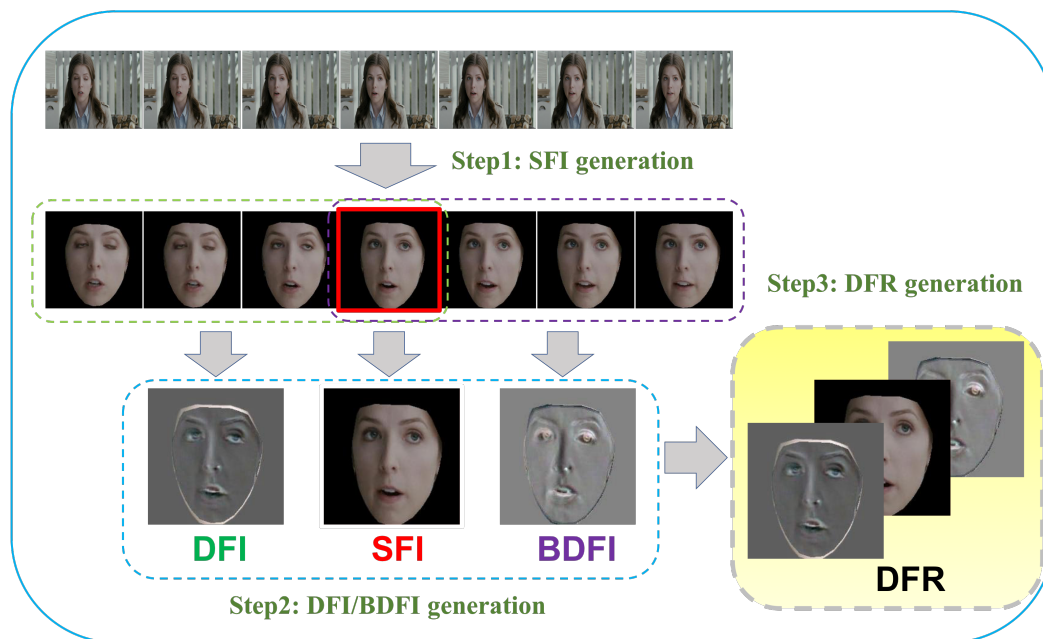 Step1: SFI generation
Step3: DFR generation
DFI
SFI
BDFI
DFR
Step2: DFI/BDFI generation